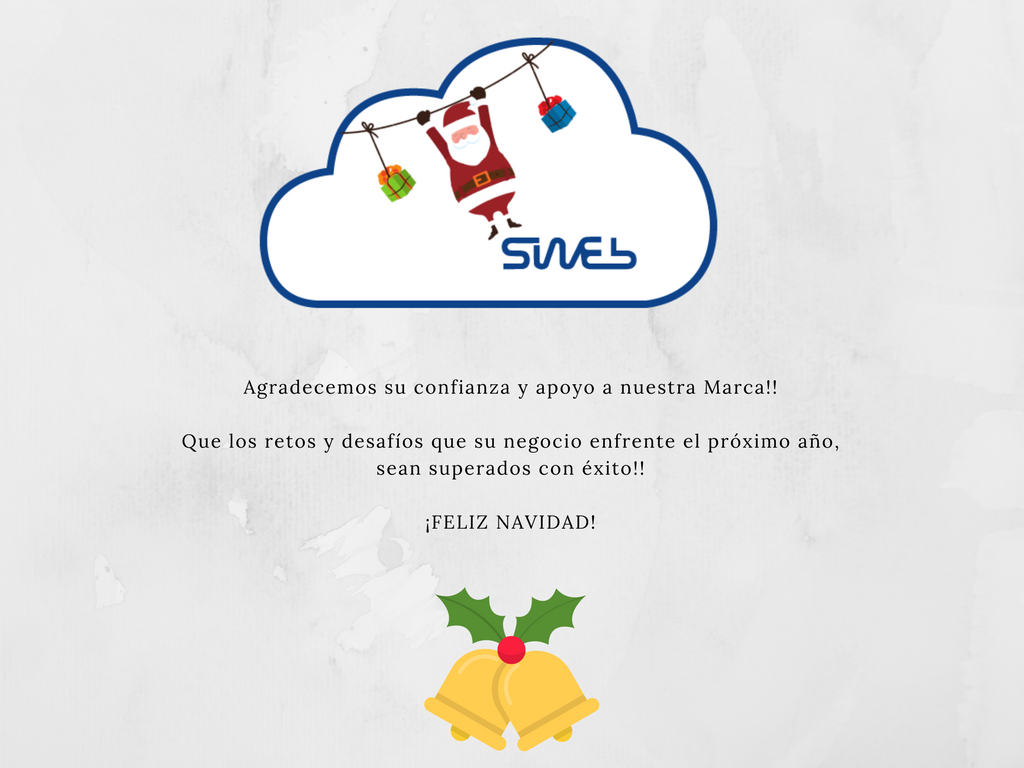 SiWEb
Agradecemos su confianza y apoyo a nuestra Marca!!
Que los retos y desafíos que su negocio enfrente el próximo año,
sean superados con éxito!!
¡FELIZ NAVIDAD!